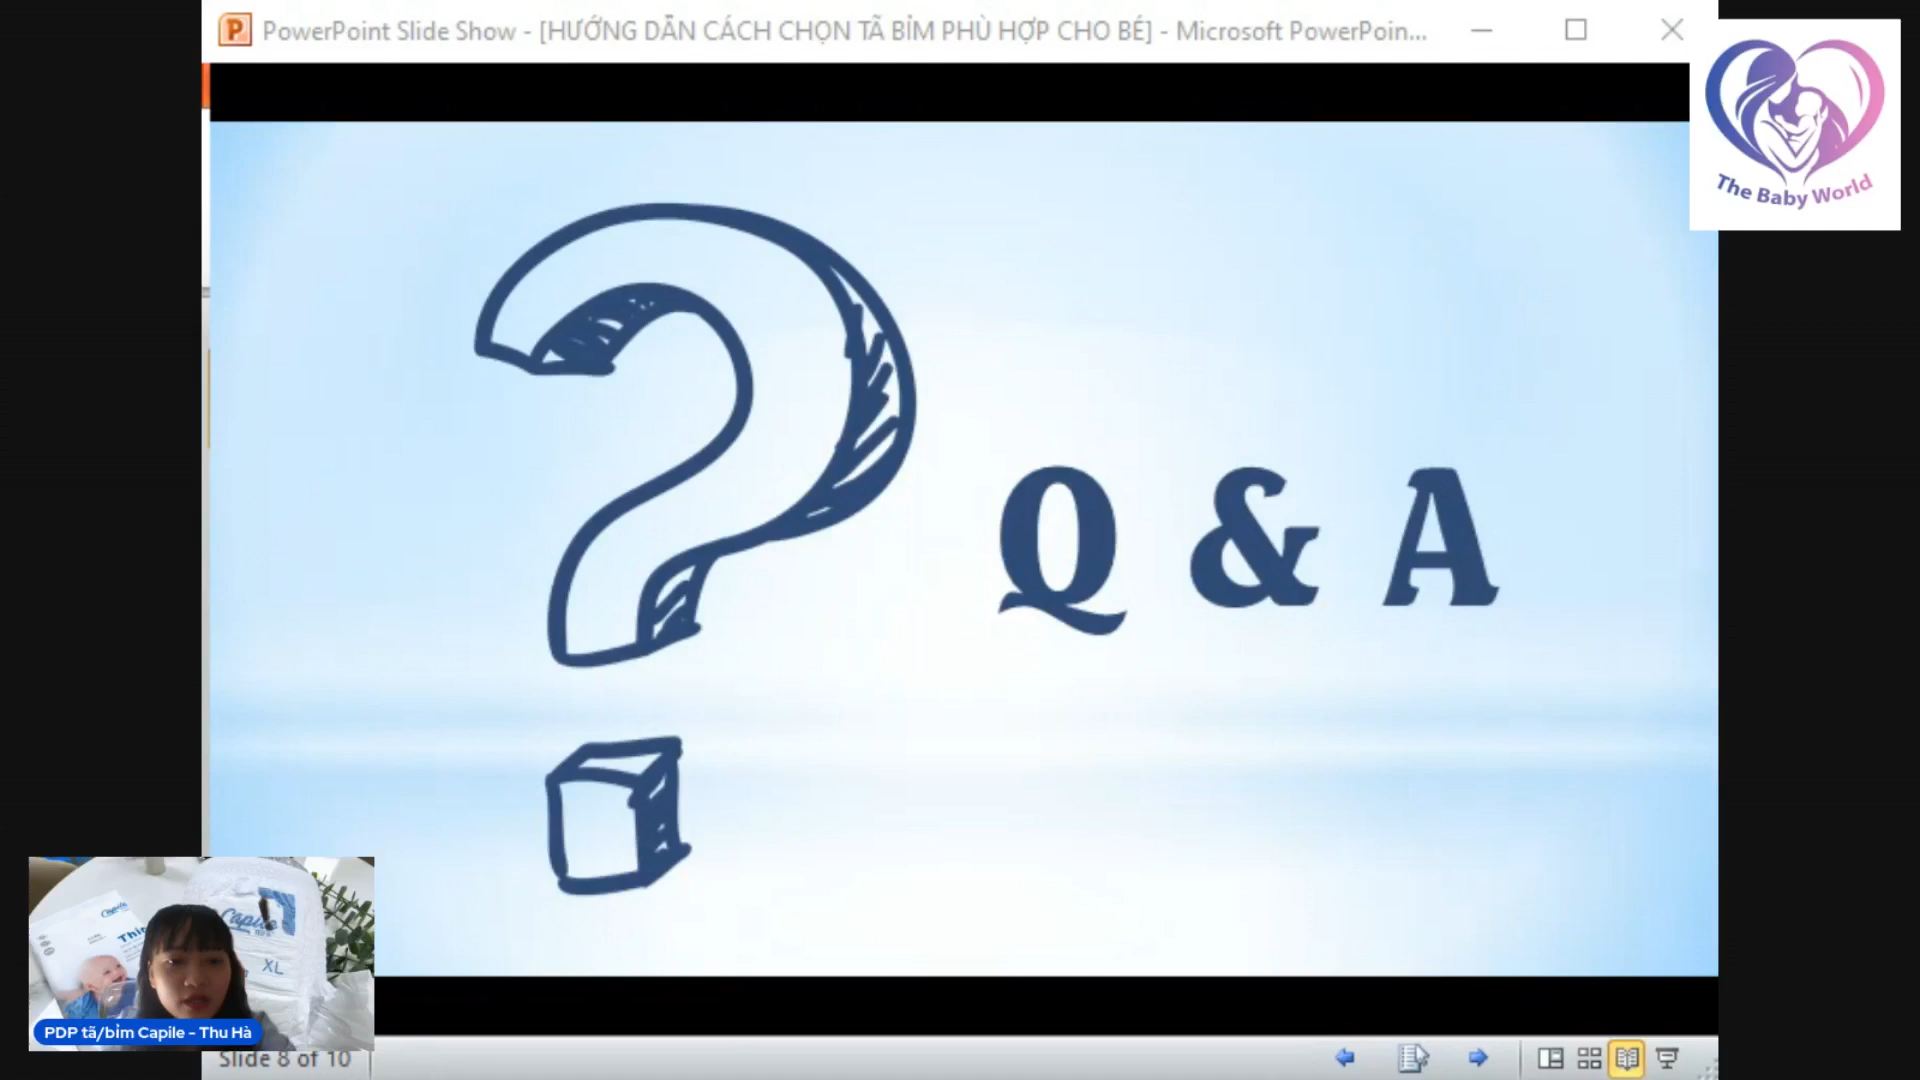 PowerPoint Slide Show - [HƯỚNG DẪN CÁCH CHỌN TÃ BỈM PHÙ HỢP CHO BÉ] - Microsoft PowerPoin...
The Baby World
Q & A
Capile
Capile
XL
PDP tã/bỉm Capile - Thu Hà
Slide 8 of 10